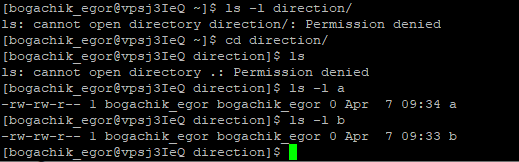 [bogachik_egor@vpsj3IeQ ~]$ ls -l direction/
ls: cannot open directory direction/: Permission denied
[bogachik_egor@vpsj3IeQ ~]$ cd direction/
[bogachik_egor@vpsj3IeQ direction]$ ls
ls: cannot open directory .: Permission denied
[bogachik_egor@vpsj3IeQ direction]$ ls -l a
-rw-rw-r-- 1 bogachik_egor bogachik_egor 0 Apr  7 09:34 a
[bogachik_egor@vpsj3IeQ direction]$ ls -l b
-rw-rw-r-- 1 bogachik_egor bogachik_egor 0 Apr  7 09:33 b
[bogachik_egor@vpsj3IeQ direction]$